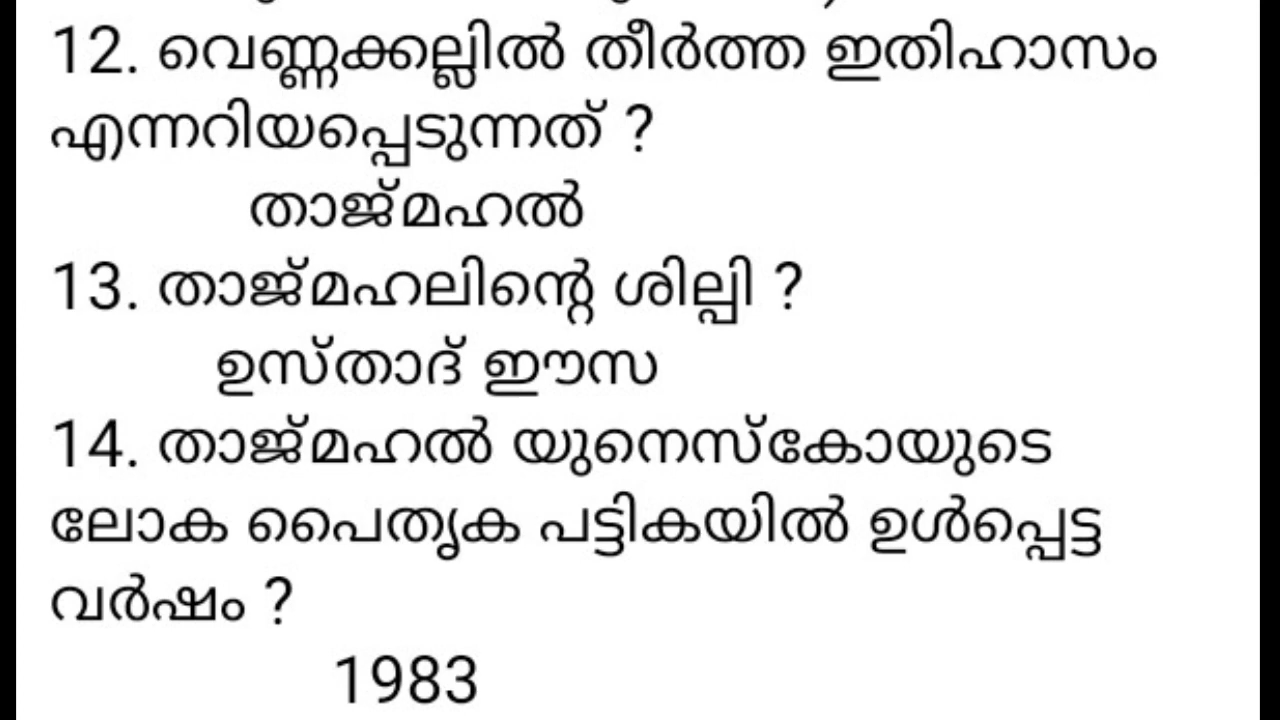 12. വെണ്ണക്കല്ലിൽ തീർത്ത ഇതിഹാസം
എന്നറിയപ്പെടുന്നത് ?
താജ്മഹൽ
13. താജ്മഹലിന്റെ ശില്പി ?
ഉസ്താദ് ഈസ
14. താജ്മഹൽ യുനെസ്കോയുടെ
ലോക പൈതൃക പട്ടികയിൽ ഉൾപ്പെട്ട
വർഷം ?
1983